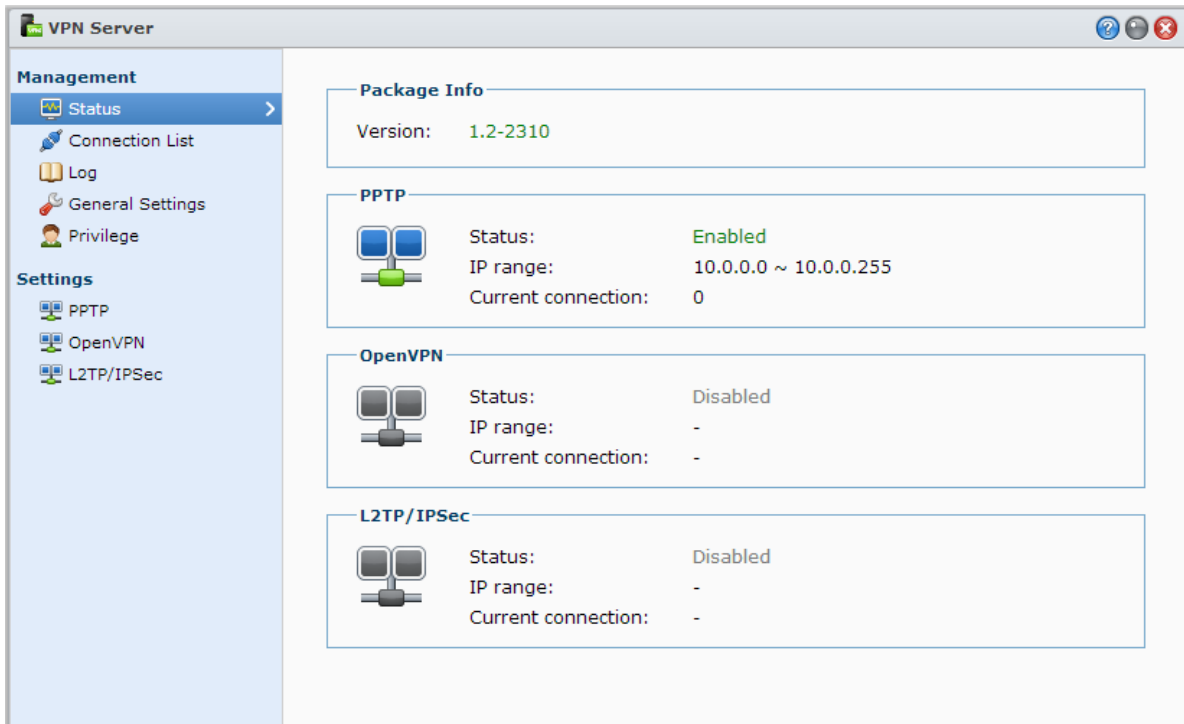 VPN Server
Management
Status
Connection List
Log
General Settings
Privilege
Settings
PPTP
OpenVPN
L2TP/IPSec
Package Info
Version: 1.2-2310
PPTP
Status: Enabled
IP range: 10.0.0.0 ~ 10.0.0.255
Current connection: 0
OpenVPN
Status: Disabled
IP range: -
Current connection: -
L2TP/IPSec
Status: Disabled
IP range: -
Current connection: -